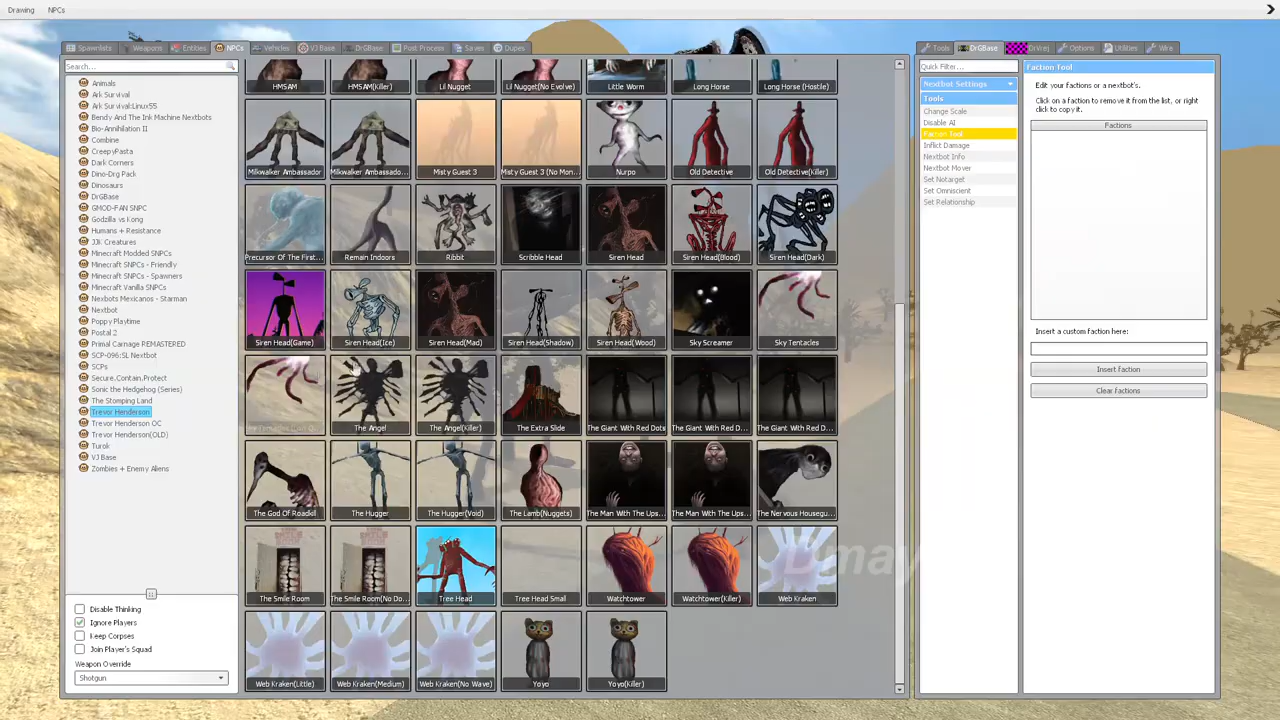 Drawing NPCs
Spawnlists Weapons Entities NPCs Vehicles VJ Base DrGBase Post Process Saves Dupes
Search...
Animals
Ark Survival
Ark Survival:Linux55
Bendy And The Ink Machine Nextbots
Bio-Annihilation II
Combine
CreepyPasta
Dark Corners
Dino-Drg Pack
Dinosaurs
DrGBase
GMOD-FAN SNPC
Godzilla vs Kong
Humans + Resistance
JJK Creatures
Minecraft Modded SNPCs
Minecraft SNPCs - Friendly
Minecraft SNPCs - Spawners
Minecraft Vanilla SNPCs
Nexbots Mexicanos - Starman
Nextbot
Poppy Playtime
Postal 2
Primal Carnage REMASTERED
SCP-096:SL Nextbot
SCPs
Secure.Contain.Protect
Sonic the Hedgehog (Series)
The Stomping Land
Trevor Henderson
Trevor Henderson OC
Trevor Henderson(OLD)
Turok
VJ Base
Zombies + Enemy Aliens
Disable Thinking
Ignore Players
Keep Corpses
Join Player's Squad
Weapon Override
Shotgun
HMSAM HMSAM(Killer) Lil Nugget Lil Nugget(No Evolve) Little Worm Long Horse Long Horse (Hostile)
Milkwalker Ambassador Milkwalker Ambassado... Misty Guest 3 Misty Guest 3 (No Mon... Nurpo Old Detective Old Detective(Killer)
Precursor Of The First... Remain Indoors Ribbit Scribble Head Siren Head Siren Head(Blood) Siren Head(Dark)
Siren Head(Game) Siren Head(Ice) Siren Head(Mad) Siren Head(Shadow) Siren Head(Wood) Sky Screamer Sky Tentacles
The Angel The Angel(Killer) The Extra Slide The Giant With Red Dots The Giant With Red D... The Giant With Red D...
The God Of Roadkill The Hugger The Hugger(Void) The Lamb(Nuggets) The Man With The Ups... The Man With The Ups... The Nervous Housegu...
The Smile Room The Smile Room(No Do... Tree Head Tree Head Small Watchtower Watchtower(Killer) Web Kraken
Web Kraken(Little) Web Kraken(Medium) Web Kraken(No Wave) Yoyo Yoyo(Killer)
may
Tools DrGBase DrVrej Options Utilities Wire
Quick Filter...
Nextbot Settings
Tools
Change Scale
Disable AI
Faction Tool
Inflict Damage
Nextbot Info
Nextbot Mover
Set Notarget
Set Omniscient
Set Relationship
Faction Tool
Edit your factions or a nextbot's.
Click on a faction to remove it from the list, or right
click to copy it.
Factions
Insert a custom faction here:
Insert faction
Clear factions